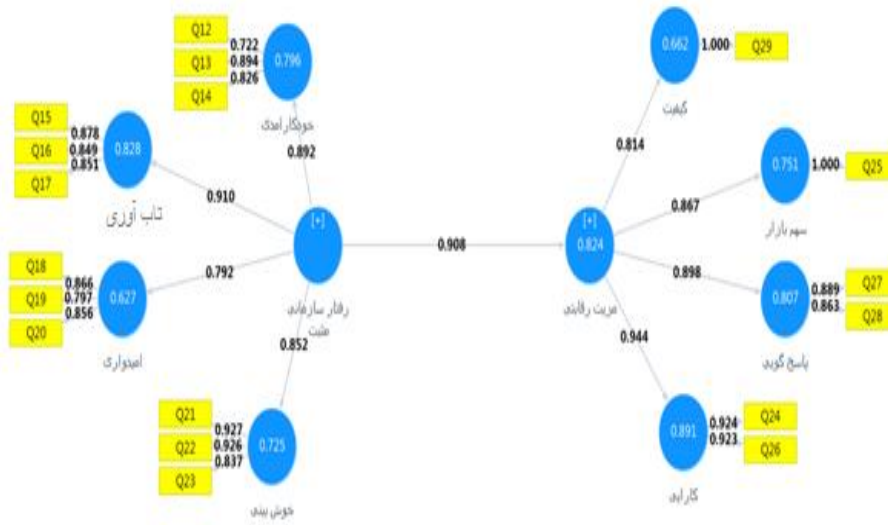 Q12
Q13
Q14
0.722
0.894
0.826
0.796
خودکارامدی
0.892
Q15
Q16
Q17
0.878
0.849
0.851
0.828
تاب آوری
0.910
Q18
Q19
Q20
0.866
0.797
0.856
0.627
امیدواری
0.792
Q21
Q22
Q23
0.927
0.926
0.837
0.725
خوش بینی
0.852
[+]
رفتار سازمانی
مثبت
0.908
[+]
0.824
مزیت رقابتی
0.814
0.662
1.000
Q29
کیفیت
0.867
0.751
1.000
Q25
سهم بازار
0.898
0.807
0.889
0.863
Q27
Q28
پاسخ گویی
0.944
0.891
0.924
0.923
Q24
Q26
کارایی